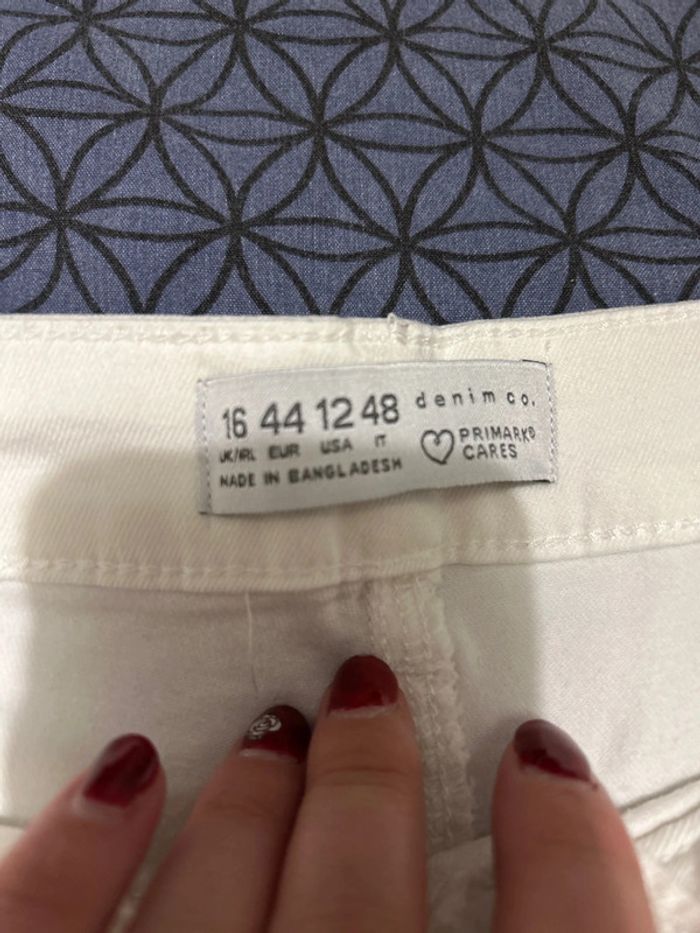 16 44 12 48
UK/IRL EUR USA IT
MADE IN BANGLADESH
denim co.
PRIMARK®
CARES